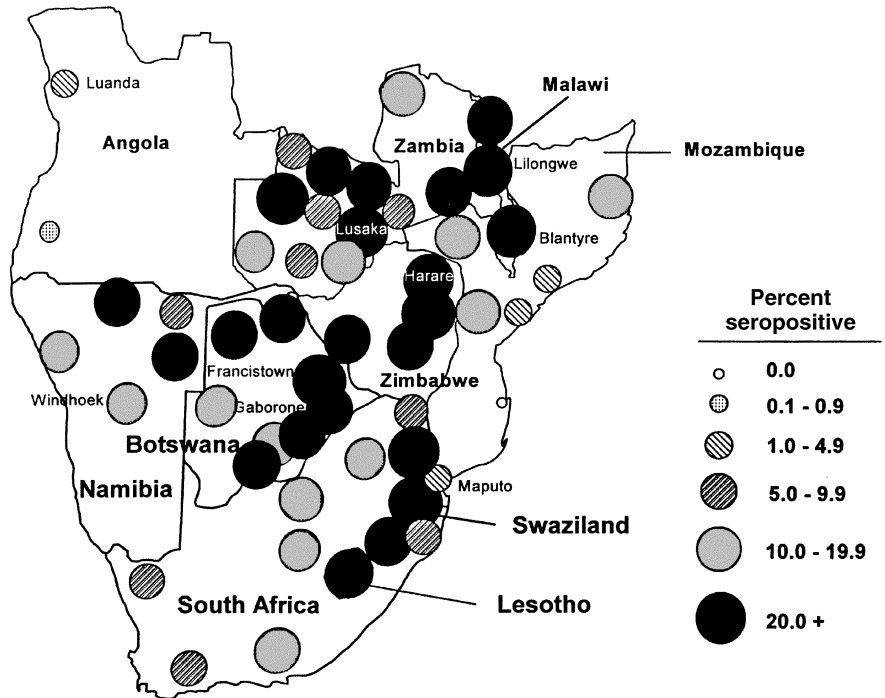 Luanda
Angola
Malawi
Zambia
Lilongwe
Mozambique
Lusaka
Blantyre
Harare
Francistown
Zimbabwe
Windhoek
Gaborone
Botswana
Namibia
Maputo
Swaziland
South Africa
Lesotho
Percent
seropositive
0.0
0.1 - 0.9
1.0 - 4.9
5.0 - 9.9
10.0 - 19.9
20.0 +